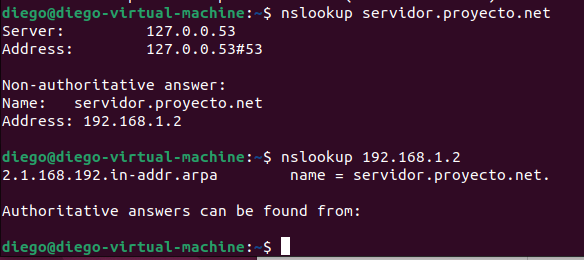 diego@diego-virtual-machine:~$ nslookup servidor.proyecto.net
Server:		127.0.0.53
Address:	127.0.0.53#53

Non-authoritative answer:
Name:	servidor.proyecto.net
Address: 192.168.1.2

diego@diego-virtual-machine:~$ nslookup 192.168.1.2
2.1.168.192.in-addr.arpa	name = servidor.proyecto.net.

Authoritative answers can be found from:

diego@diego-virtual-machine:~$